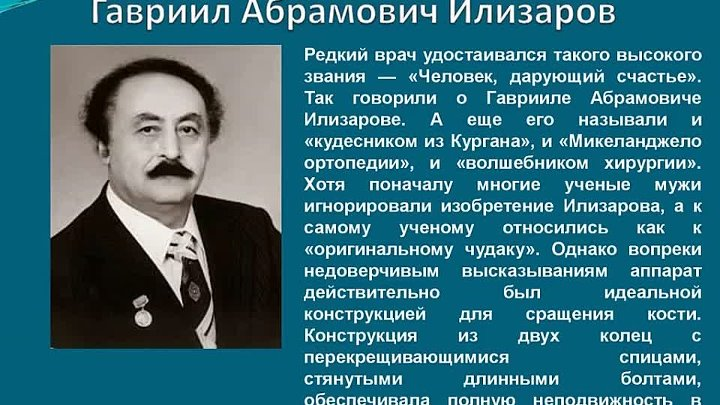 Гавриил Абрамович Илизаров
Редкий врач удостаивался такого высокого
звания — «Человек, дарующий счастье».
Так говорили о Гаврииле Абрамовиче
Илизарове. А еще его называли и
«кудесником из Кургана», и «Микеланджело
ортопедии», и «волшебником хирургии».
Хотя поначалу многие ученые мужи
игнорировали изобретение Илизарова, а к
самому ученому относились как к
«оригинальному чудаку». Однако вопреки
недоверчивым высказываниям аппарат
действительно был идеальной
конструкцией для сращения кости.
Конструкция из двух колец с
перекрещивающимися спицами,
стянутыми длинными болтами,
обеспечивала полную неподвижность в